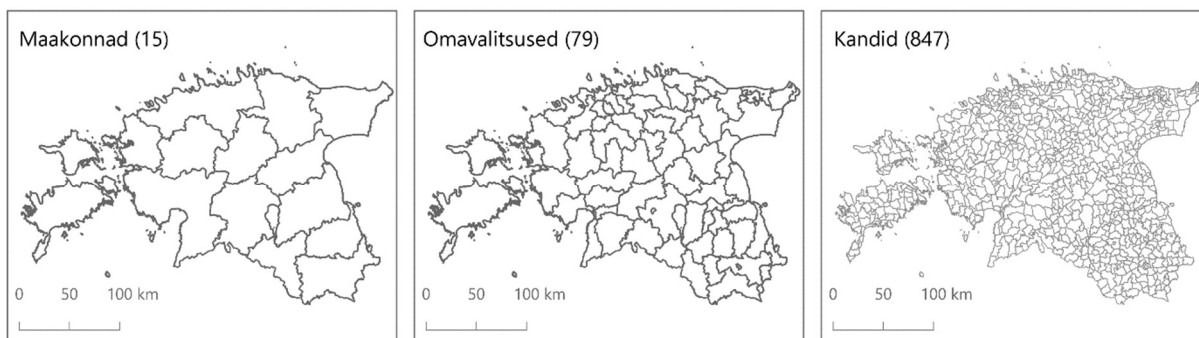 Maakonnad (15)
0 50 100 km
Omavalitsused (79)
0 50 100 km
Kandid (847)
0 50 100 km